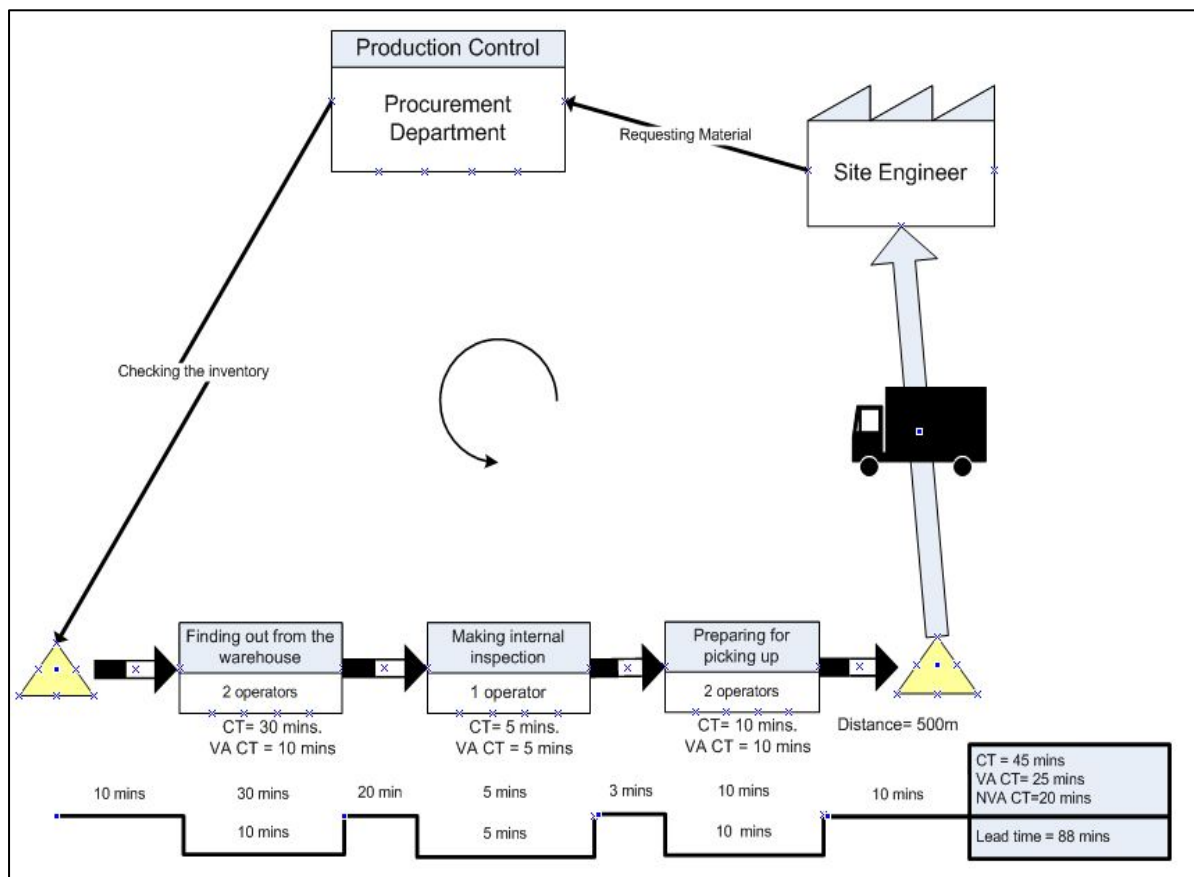 Production Control
Procurement
Department
Requesting Material
Site Engineer
Checking the inventory
Finding out from the
warehouse
2 operators
CT= 30 mins.
VA CT = 10 mins
Making internal
inspection
1 operator
CT= 5 mins.
VA CT = 5 mins
Preparing for
picking up
2 operators
CT= 10 mins.
VA CT = 10 mins
Distance= 500m
10 mins
30 mins
20 min
5 mins
3 mins
10 mins
10 mins
10 mins
5 mins
10 mins
CT = 45 mins
VA CT= 25 mins
NVA CT=20 mins
Lead time = 88 mins